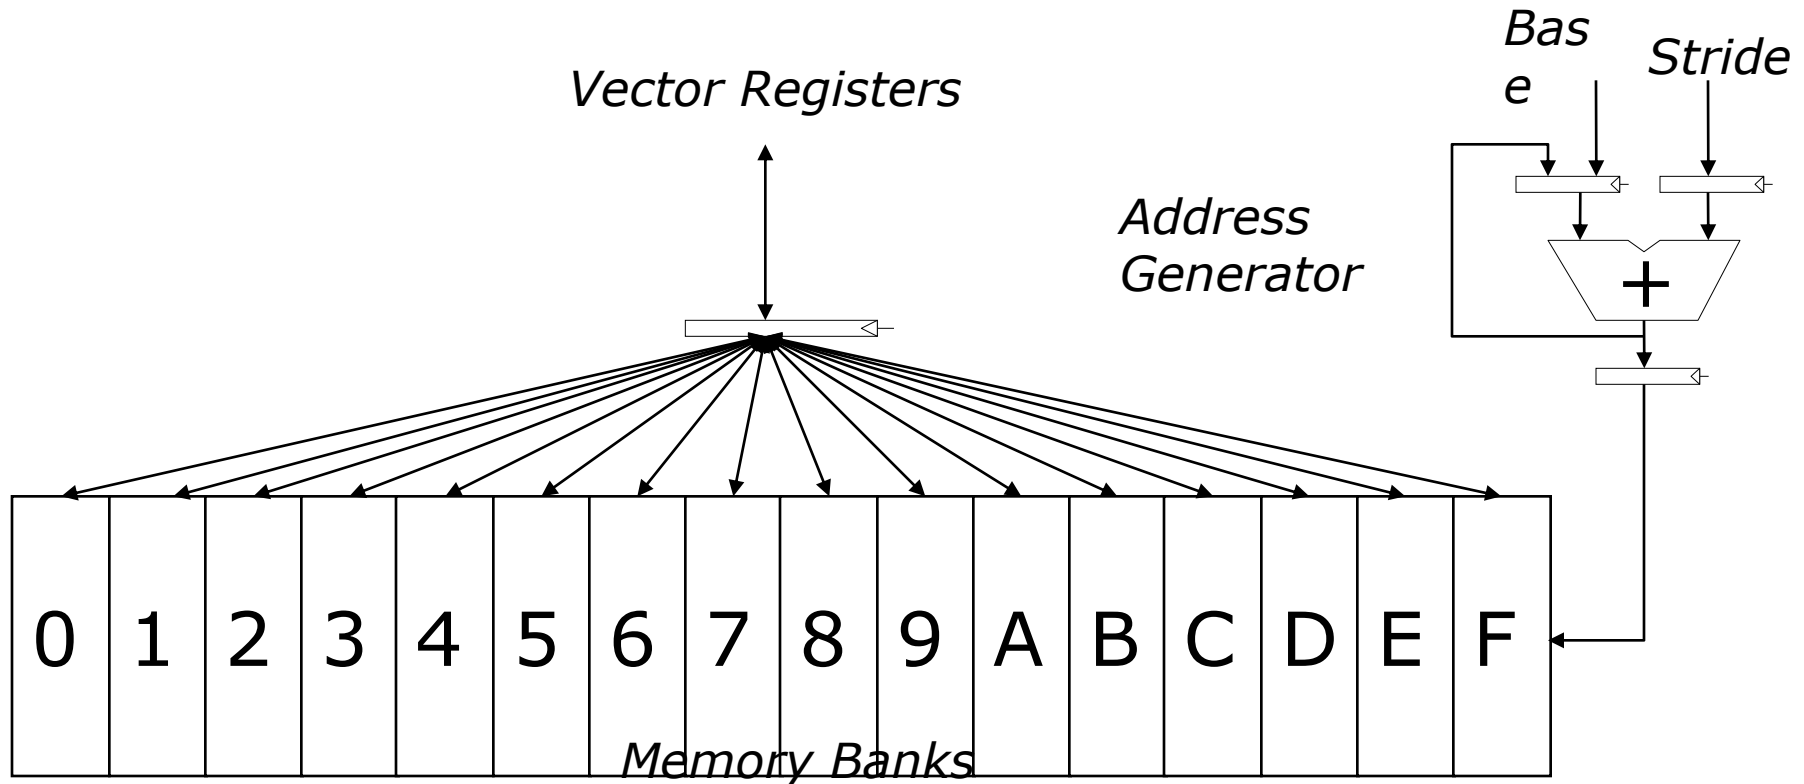 Bas
e
Stride
Vector Registers
Address
Generator
+
0 1 2 3 4 5 6 7 8 9 A B C D E F
Memory Banks